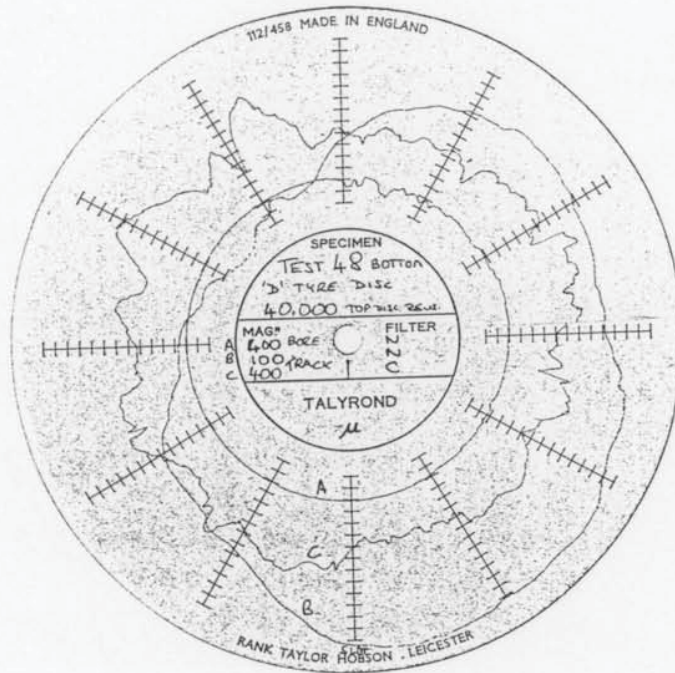 112/458 MADE IN ENGLAND
SPECIMEN
TEST 48 BOTTOM
'D' TYRE DISC
40.000 TOP DISC REVS.
MAGN FILTER
A 400 BORE N
B 100 TRACK N
C 400 C
TALYROND
-μ
A
C
B
RANK TAYLOR HOBSON LEICESTER